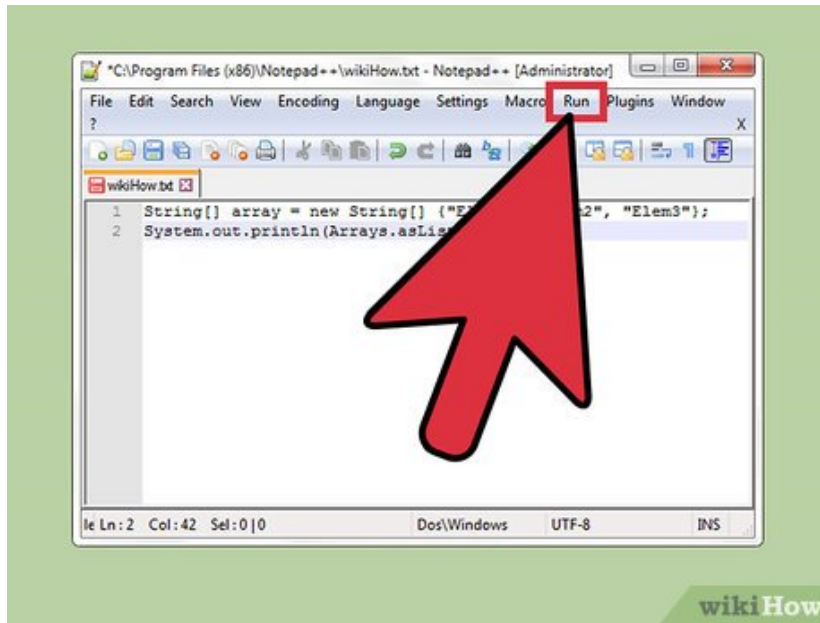 *C:\Program Files (x86)\Notepad++\wikiHow.txt - Notepad++ [Administrator]
File Edit Search View Encoding Language Settings Macro Run Plugins Window
? X
wikiHow.txt
1 String[] array = new String[] {"El 2", "Elem3"};
2 System.out.println(Arrays.asLis
le Ln:2 Col:42 Sel:0|0 Dos\Windows UTF-8 INS
wikiHow